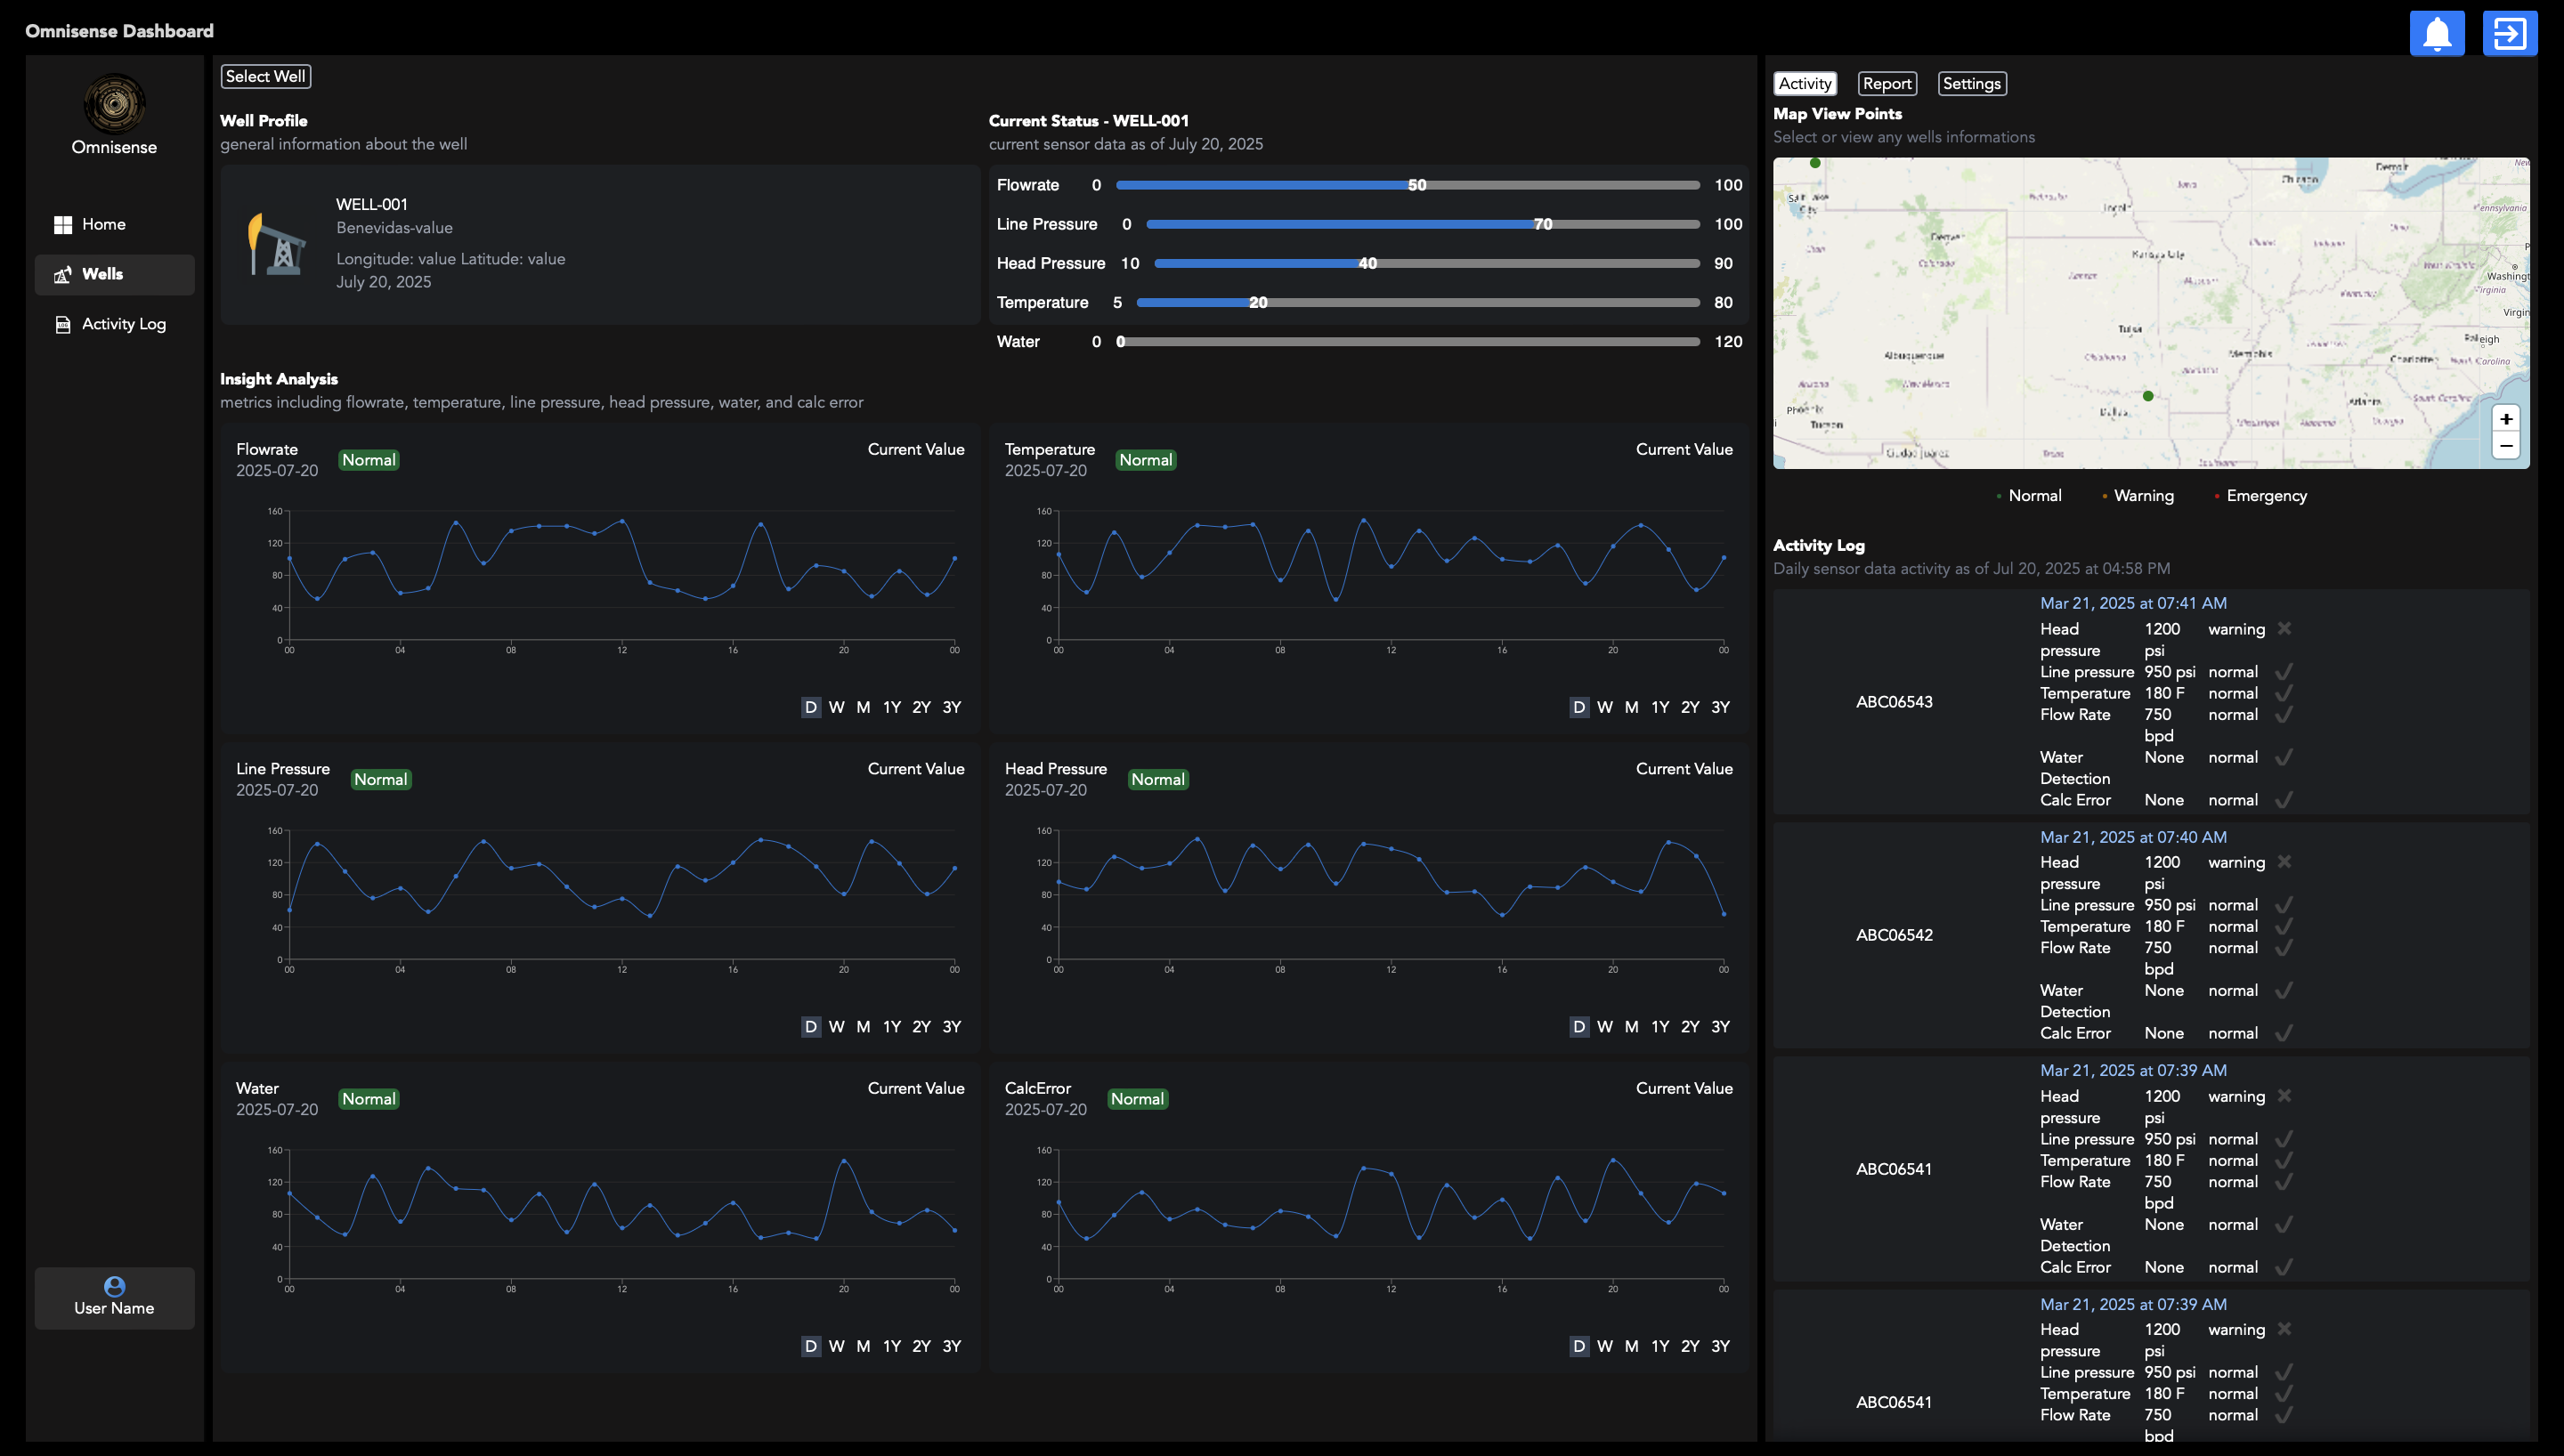 Omnisense Dashboard
Omnisense
Home
Wells
Activity Log
User Name
Select Well
Well Profile
general information about the well
WELL-001
Benevidas-value
Longitude: value Latitude: value
July 20, 2025
Current Status - WELL-001
current sensor data as of July 20, 2025
Flowrate 0 50 100
Line Pressure 0 70 100
Head Pressure 10 40 90
Temperature 5 20 80
Water 0 0 120
Insight Analysis
metrics including flowrate, temperature, line pressure, head pressure, water, and calc error
Flowrate
2025-07-20
Normal
Current Value
160
120
80
40
0
00 04 08 12 16 20 00
D W M 1Y 2Y 3Y
Temperature
2025-07-20
Normal
Current Value
160
120
80
40
0
00 04 08 12 16 20 00
D W M 1Y 2Y 3Y
Line Pressure
2025-07-20
Normal
Current Value
160
120
80
40
0
00 04 08 12 16 20 00
D W M 1Y 2Y 3Y
Head Pressure
2025-07-20
Normal
Current Value
160
120
80
40
0
00 04 08 12 16 20 00
D W M 1Y 2Y 3Y
Water
2025-07-20
Normal
Current Value
160
120
80
40
0
00 04 08 12 16 20 00
D W M 1Y 2Y 3Y
CalcError
2025-07-20
Normal
Current Value
160
120
80
40
0
00 04 08 12 16 20 00
D W M 1Y 2Y 3Y
Activity Report Settings
Map View Points
Select or view any wells informations
Chicago
Detroit
Iowa
Denver
Kansas City
Washingt
Virginia
Virgin
Tulsa
Raleigh
Albuquerque
Memphis
Charlotte
North Carolina
Atlanta
Dallas
Tucson
+
−
Normal Warning Emergency
Activity Log
Daily sensor data activity as of Jul 20, 2025 at 04:58 PM
ABC06543
Mar 21, 2025 at 07:41 AM
Head pressure 1200 psi warning
Line pressure 950 psi normal
Temperature 180 F normal
Flow Rate 750 bpd normal
Water Detection None normal
Calc Error None normal
ABC06542
Mar 21, 2025 at 07:40 AM
Head pressure 1200 psi warning
Line pressure 950 psi normal
Temperature 180 F normal
Flow Rate 750 bpd normal
Water Detection None normal
Calc Error None normal
ABC06541
Mar 21, 2025 at 07:39 AM
Head pressure 1200 psi warning
Line pressure 950 psi normal
Temperature 180 F normal
Flow Rate 750 bpd normal
Water Detection None normal
Calc Error None normal
ABC06541
Mar 21, 2025 at 07:39 AM
Head pressure 1200 psi warning
Line pressure 950 psi normal
Temperature 180 F normal
Flow Rate 750 bpd normal